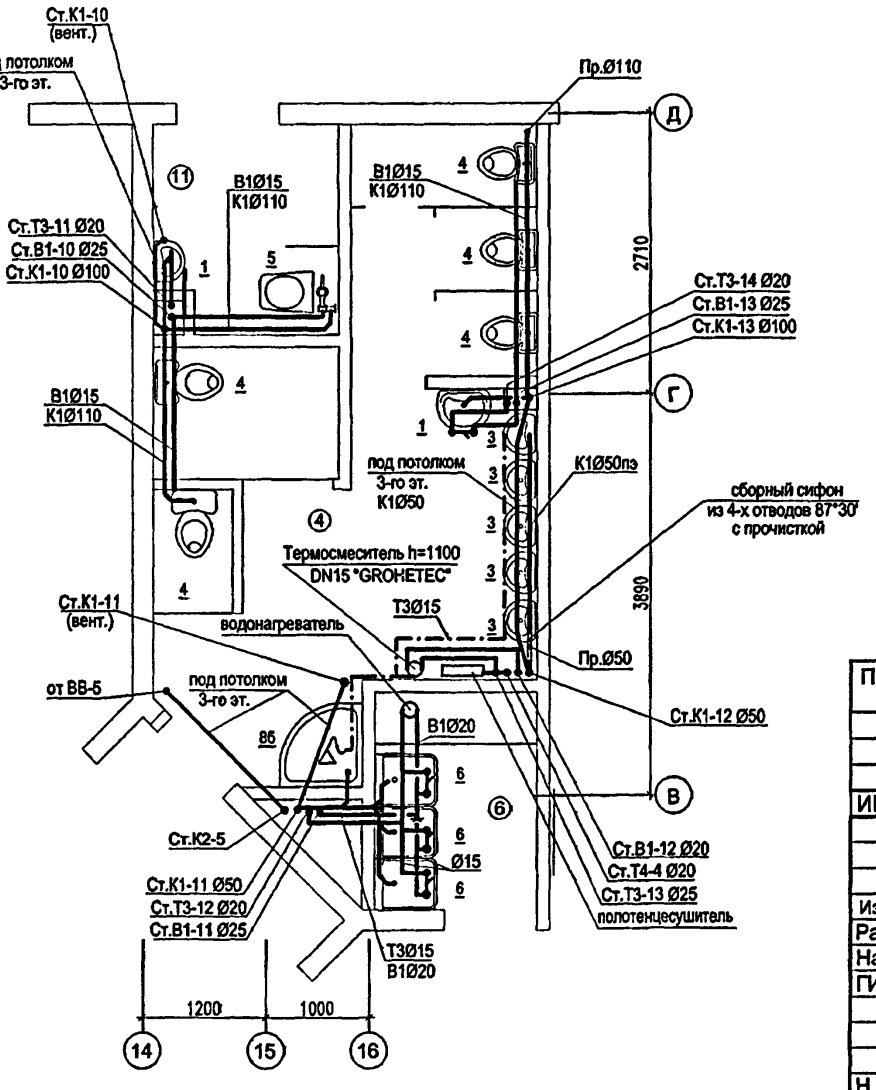 Ст.К1-10
(вент.)
потолком
3-го эт.
Пр.Ø110
Д
11
В1Ø15
К1Ø110
В1Ø15
К1Ø110
4
Ст.Т3-11 Ø20
Ст.В1-10 Ø25
Ст.К1-10 Ø100
1
5
4
2710
Ст.Т3-14 Ø20
Ст.В1-13 Ø25
Ст.К1-13 Ø100
4
4
В1Ø15
К1Ø110
Г
1
3
под потолком
3-го эт.
К1Ø50
3
К1Ø50пэ
сборный сифон
из 4-х отводов 87°30'
с прочисткой
4
3
Термосмеситель h=1100
DN15 "GROHETEC"
3
4
Ст.К1-11
(вент.)
Т3Ø15
3890
водонагреватель
3
Пр.Ø50
от ВВ-5
под потолком
3-го эт.
Ст.К1-12 Ø50
8б
В1Ø20
6
6
В
Ст.К2-5
6
Ø15
6
Ст.В1-12 Ø20
Ст.Т4-4 Ø20
Ст.Т3-13 Ø25
полотенцесушитель
Ст.К1-11 Ø50
Ст.Т3-12 Ø20
Ст.В1-11 Ø25
Т3Ø15
В1Ø20
1200
1000
14
15
16
П
Из
Ра
На
ГИ
Н